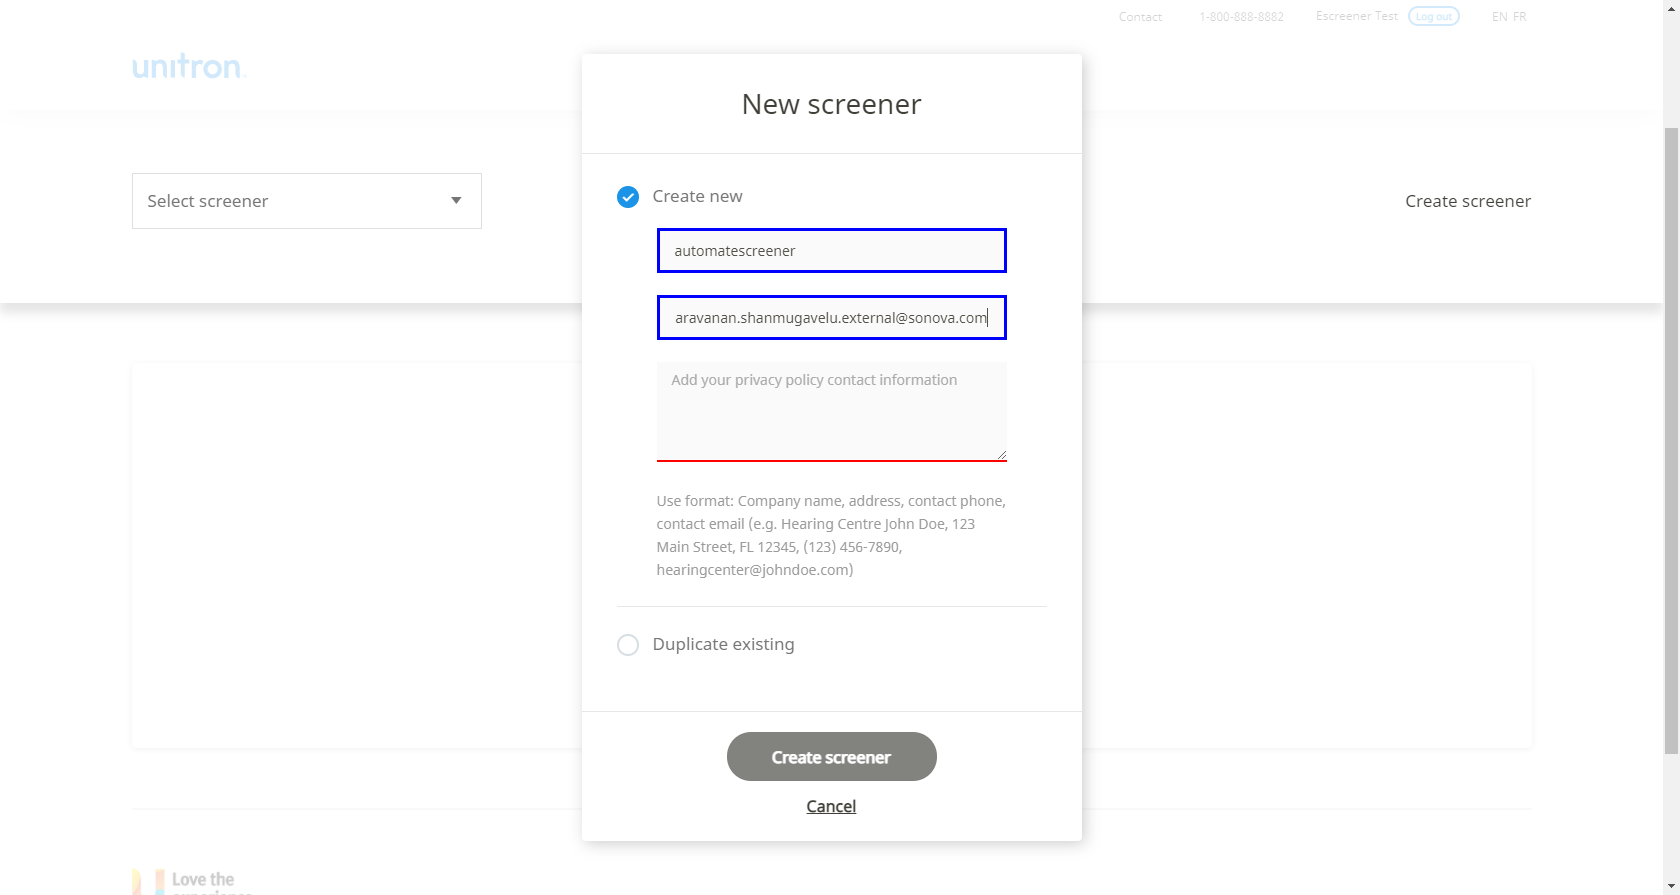 Contact 1-800-888-8882 Escreener Test Log out EN FR
unitron
New screener
Select screener
Create screener
Create new
automatescreener
aravanan.shanmugavelu.external@sonova.com
Add your privacy policy contact information
Use format: Company name, address, contact phone,
contact email (e.g. Hearing Centre John Doe, 123
Main Street, FL 12345, (123) 456-7890,
hearingcenter@johndoe.com)
Duplicate existing
Create screener
Cancel
Love the
experience